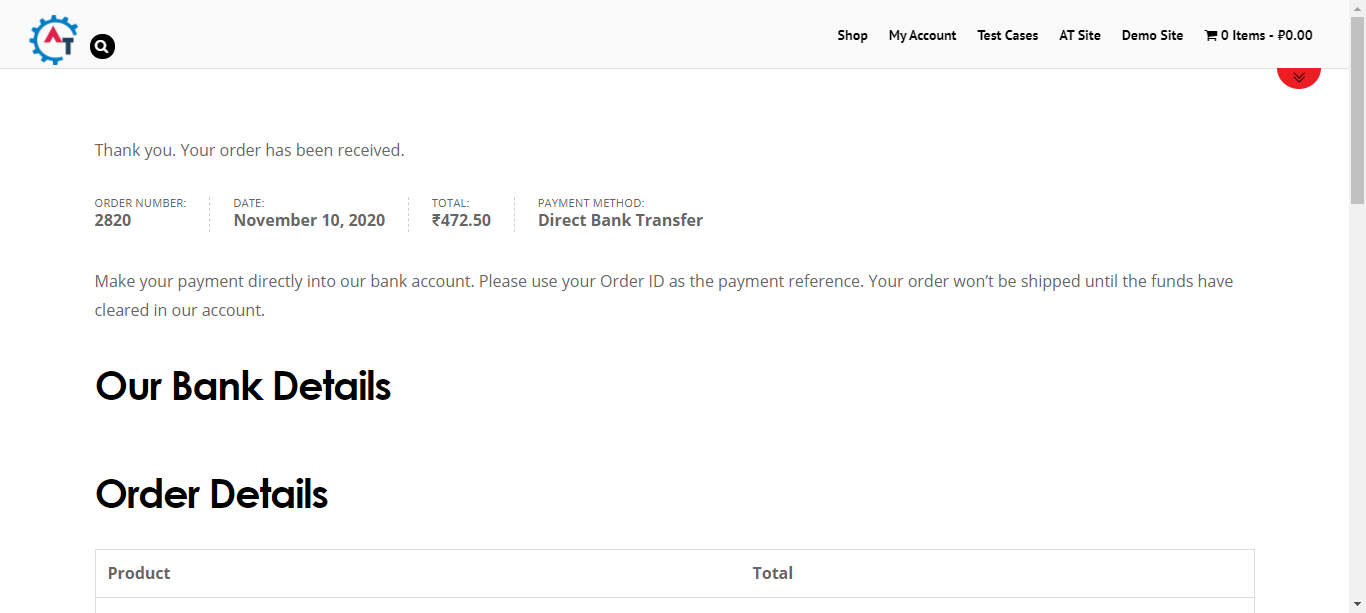 AT
Shop
My Account
Test Cases
AT Site
Demo Site
0 Items - ₽0.00
Thank you. Your order has been received.
ORDER NUMBER:
2820
DATE:
November 10, 2020
TOTAL:
₹472.50
PAYMENT METHOD:
Direct Bank Transfer
Make your payment directly into our bank account. Please use your Order ID as the payment reference. Your order won’t be shipped until the funds have
cleared in our account.
Our Bank Details
Order Details
Product
Total